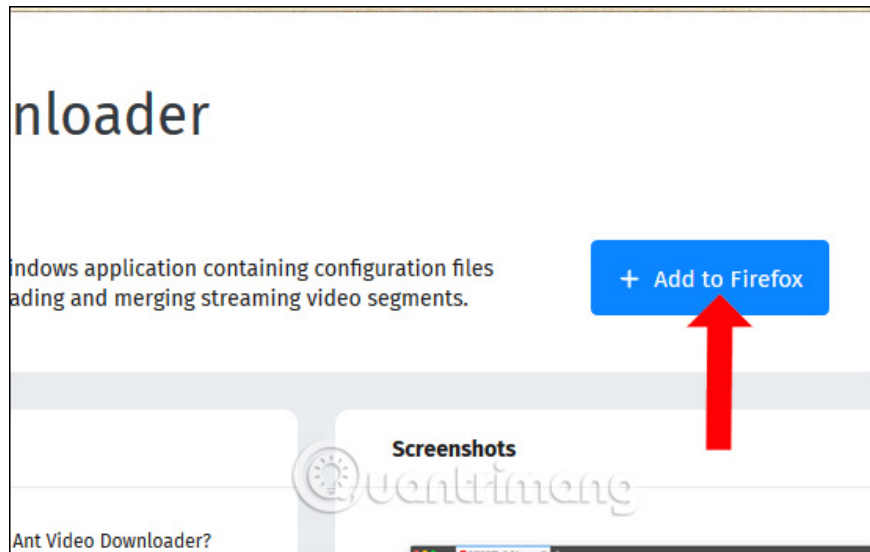 nloader
indows application containing configuration files
ading and merging streaming video segments.
+ Add to Firefox
Screenshots
Quantrimang
Ant Video Downloader?